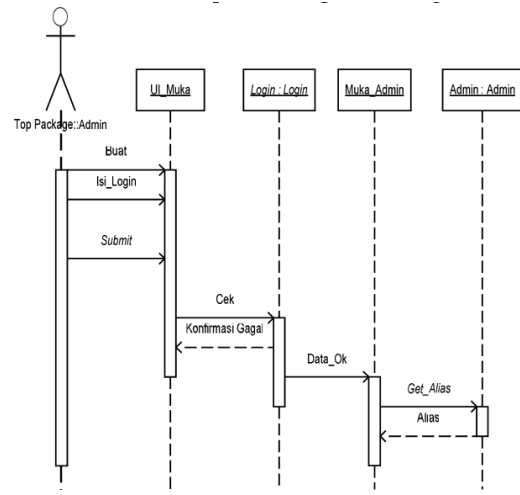 UI_Muka
Login : Login
Muka_Admin
Admin : Admin
Top Package::Admin
Buat
Isi_Login
Submit
Cek
Konfirmasi Gagal
Data_Ok
Get_Alias
Alias